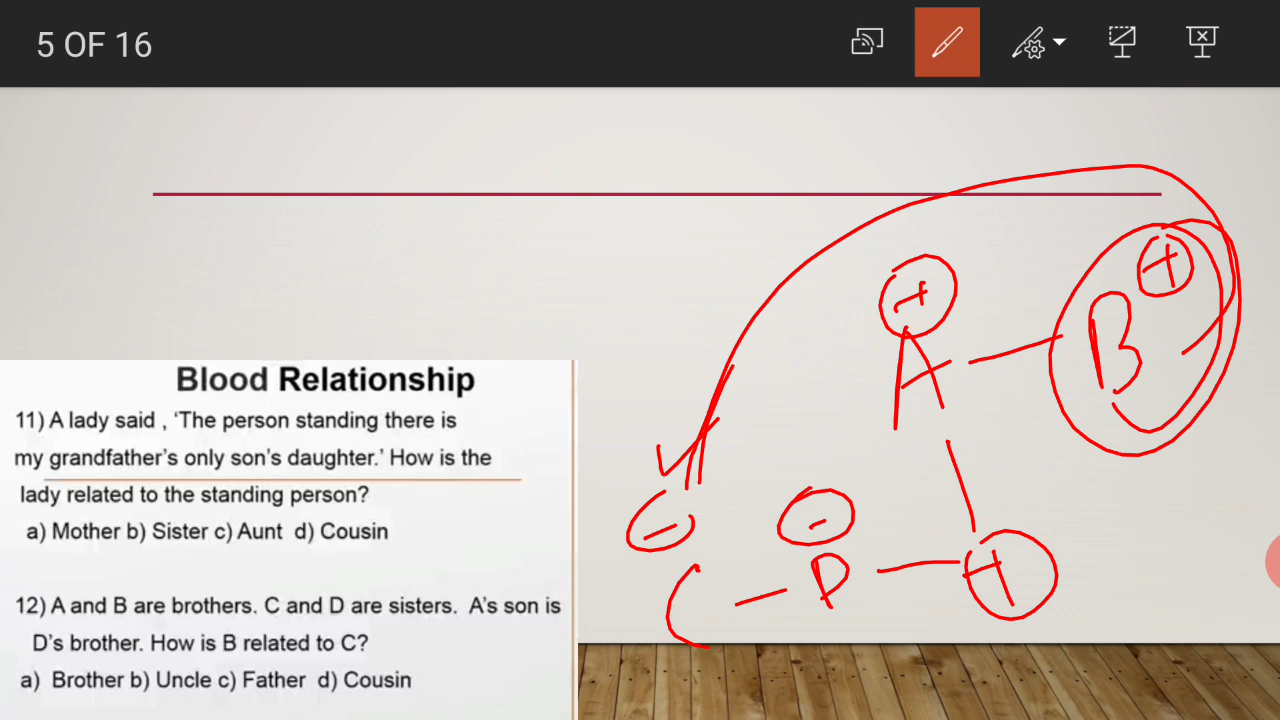 5 OF 16
+
+
A
B
Blood Relationship
11) A lady said , ‘The person standing there is
my grandfather’s only son’s daughter.’ How is the
lady related to the standing person?
a) Mother b) Sister c) Aunt d) Cousin
-
-
C
D
+
12) A and B are brothers. C and D are sisters. A’s son is
D’s brother. How is B related to C?
a) Brother b) Uncle c) Father d) Cousin